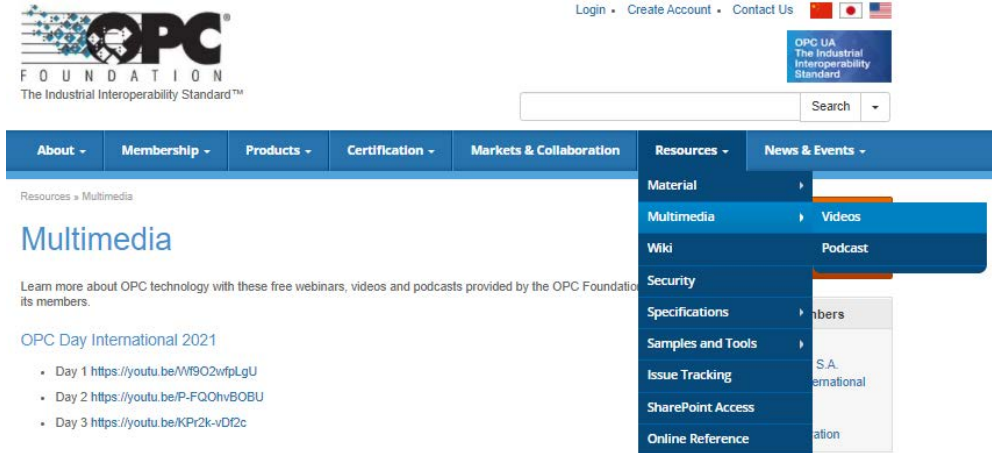 Login • Create Account • Contact Us
OPC®
FOUNDATION
The Industrial Interoperability Standard™
OPC UA
The Industrial
Interoperability
Standard
Search
About
Membership
Products
Certification
Markets & Collaboration
Resources
News & Events
Resources » Multimedia
Multimedia
Learn more about OPC technology with these free webinars, videos and podcasts provided by the OPC
its members.
OPC Day International 2021
• Day 1 https://youtu.be/Wf9O2wfpLgU
• Day 2 https://youtu.be/P-FQOhvBOBU
• Day 3 https://youtu.be/KPr2k-vDf2c
Material
Multimedia
Videos
Podcast
Wiki
Security
Specifications
Samples and Tools
Issue Tracking
SharePoint Access
Online Reference
S.A.